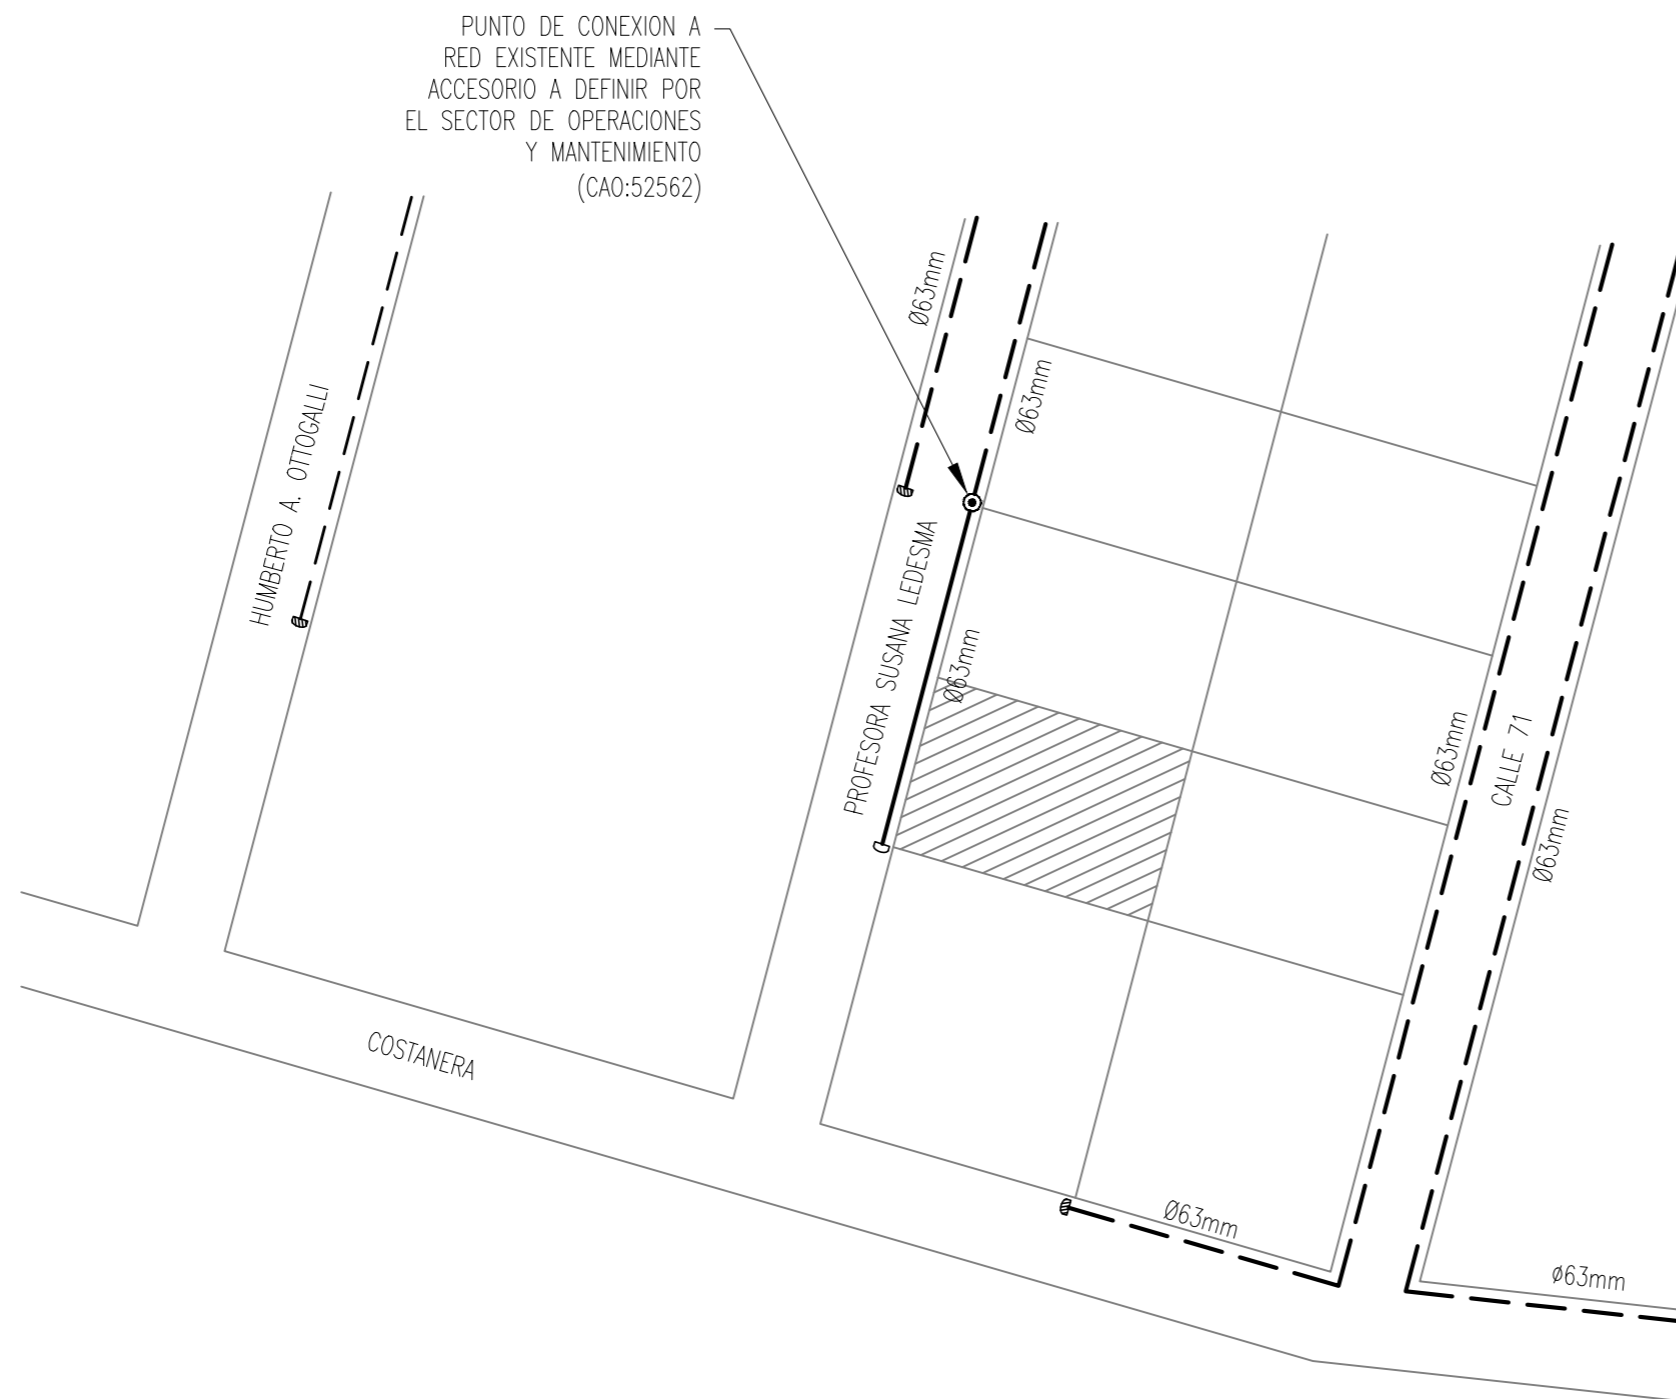 PUNTO DE CONEXION A
RED EXISTENTE MEDIANTE
ACCESORIO A DEFINIR POR
EL SECTOR DE OPERACIONES
Y MANTENIMIENTO
(CAO:52562)
Ø63mm
Ø63mm
HUMBERTO A. OTTOGALLI
PROFESORA SUSANA LEDESMA
Ø63mm
Ø63mm
CALLE 71
Ø63mm
COSTANERA
Ø63mm
ø63mm